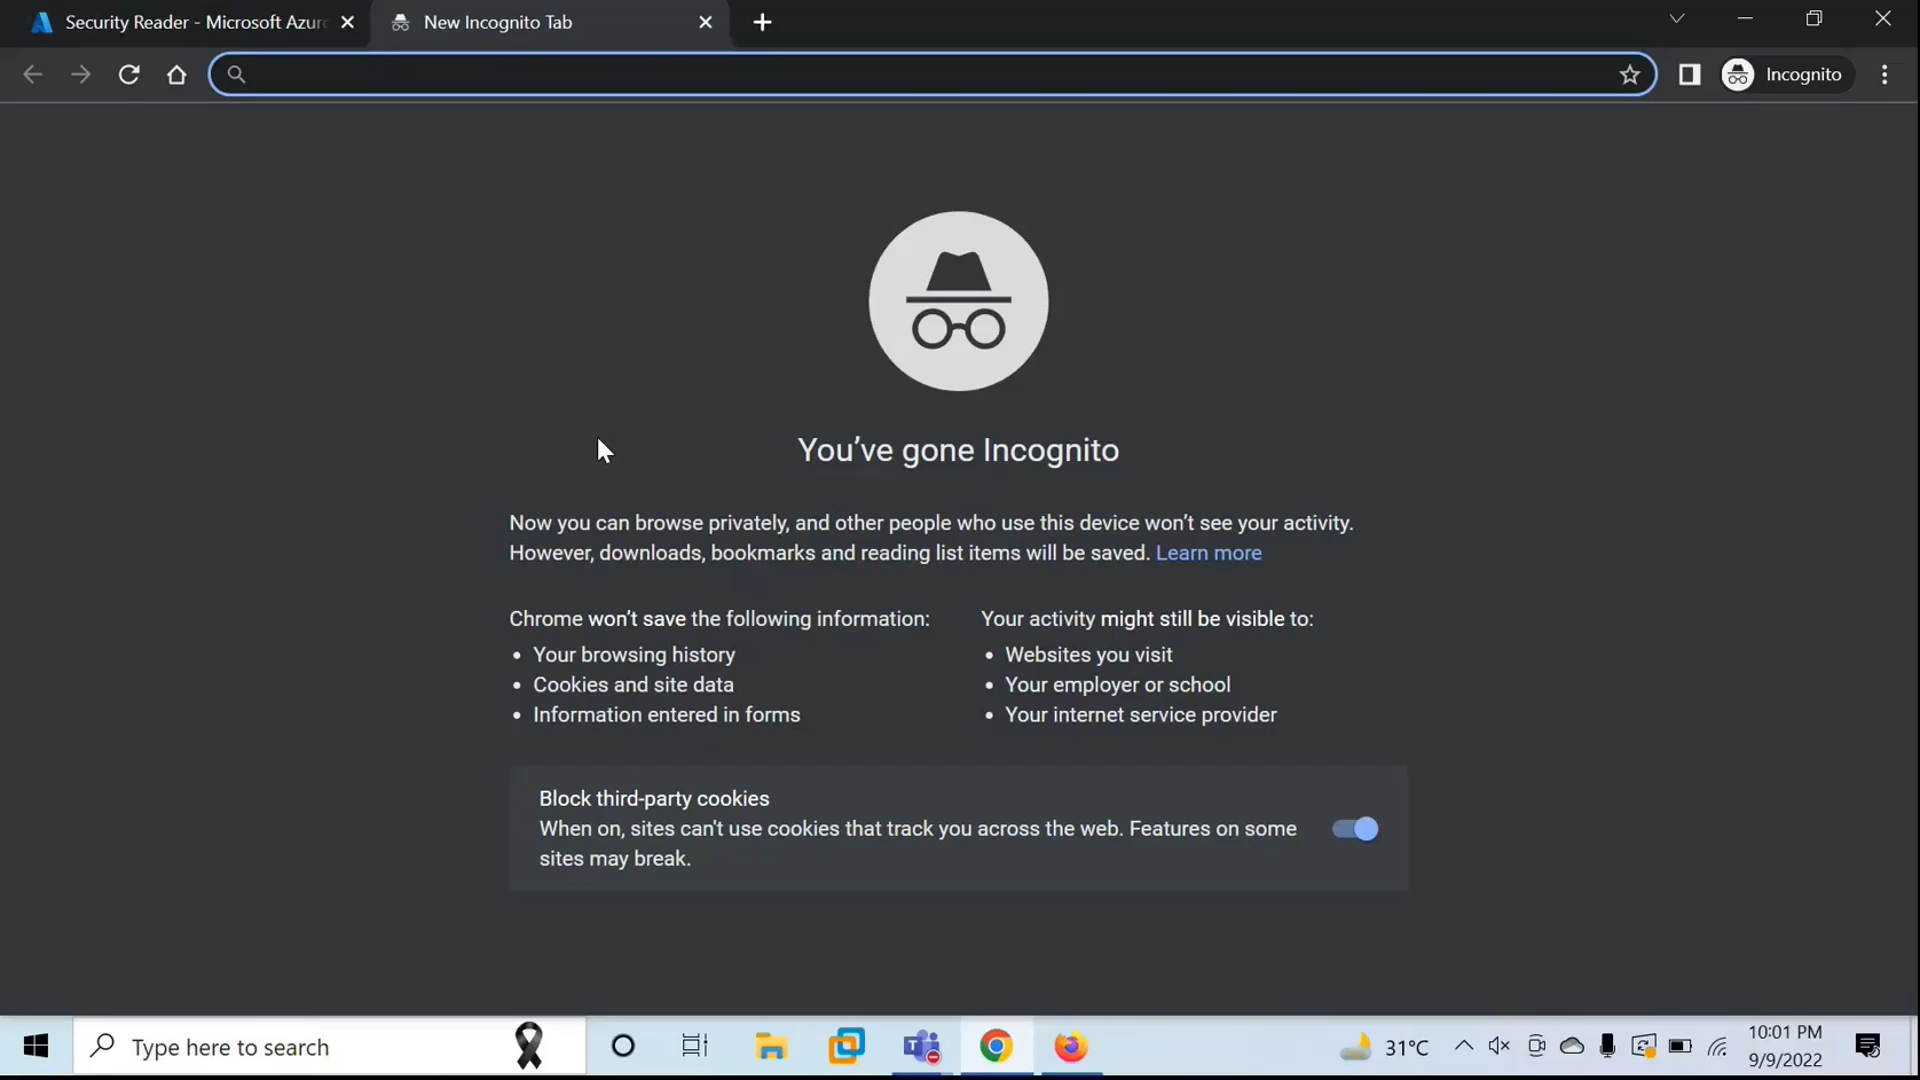 Security Reader - Microsoft Azure
New Incognito Tab
Incognito
You've gone Incognito
Now you can browse privately, and other people who use this device won't see your activity.
However, downloads, bookmarks and reading list items will be saved. Learn more
Chrome won't save the following information:
Your browsing history
Cookies and site data
Information entered in forms
Your activity might still be visible to:
Websites you visit
Your employer or school
Your internet service provider
Block third-party cookies
When on, sites can't use cookies that track you across the web. Features on some
sites may break.
Type here to search
31°C
10:01 PM
9/9/2022